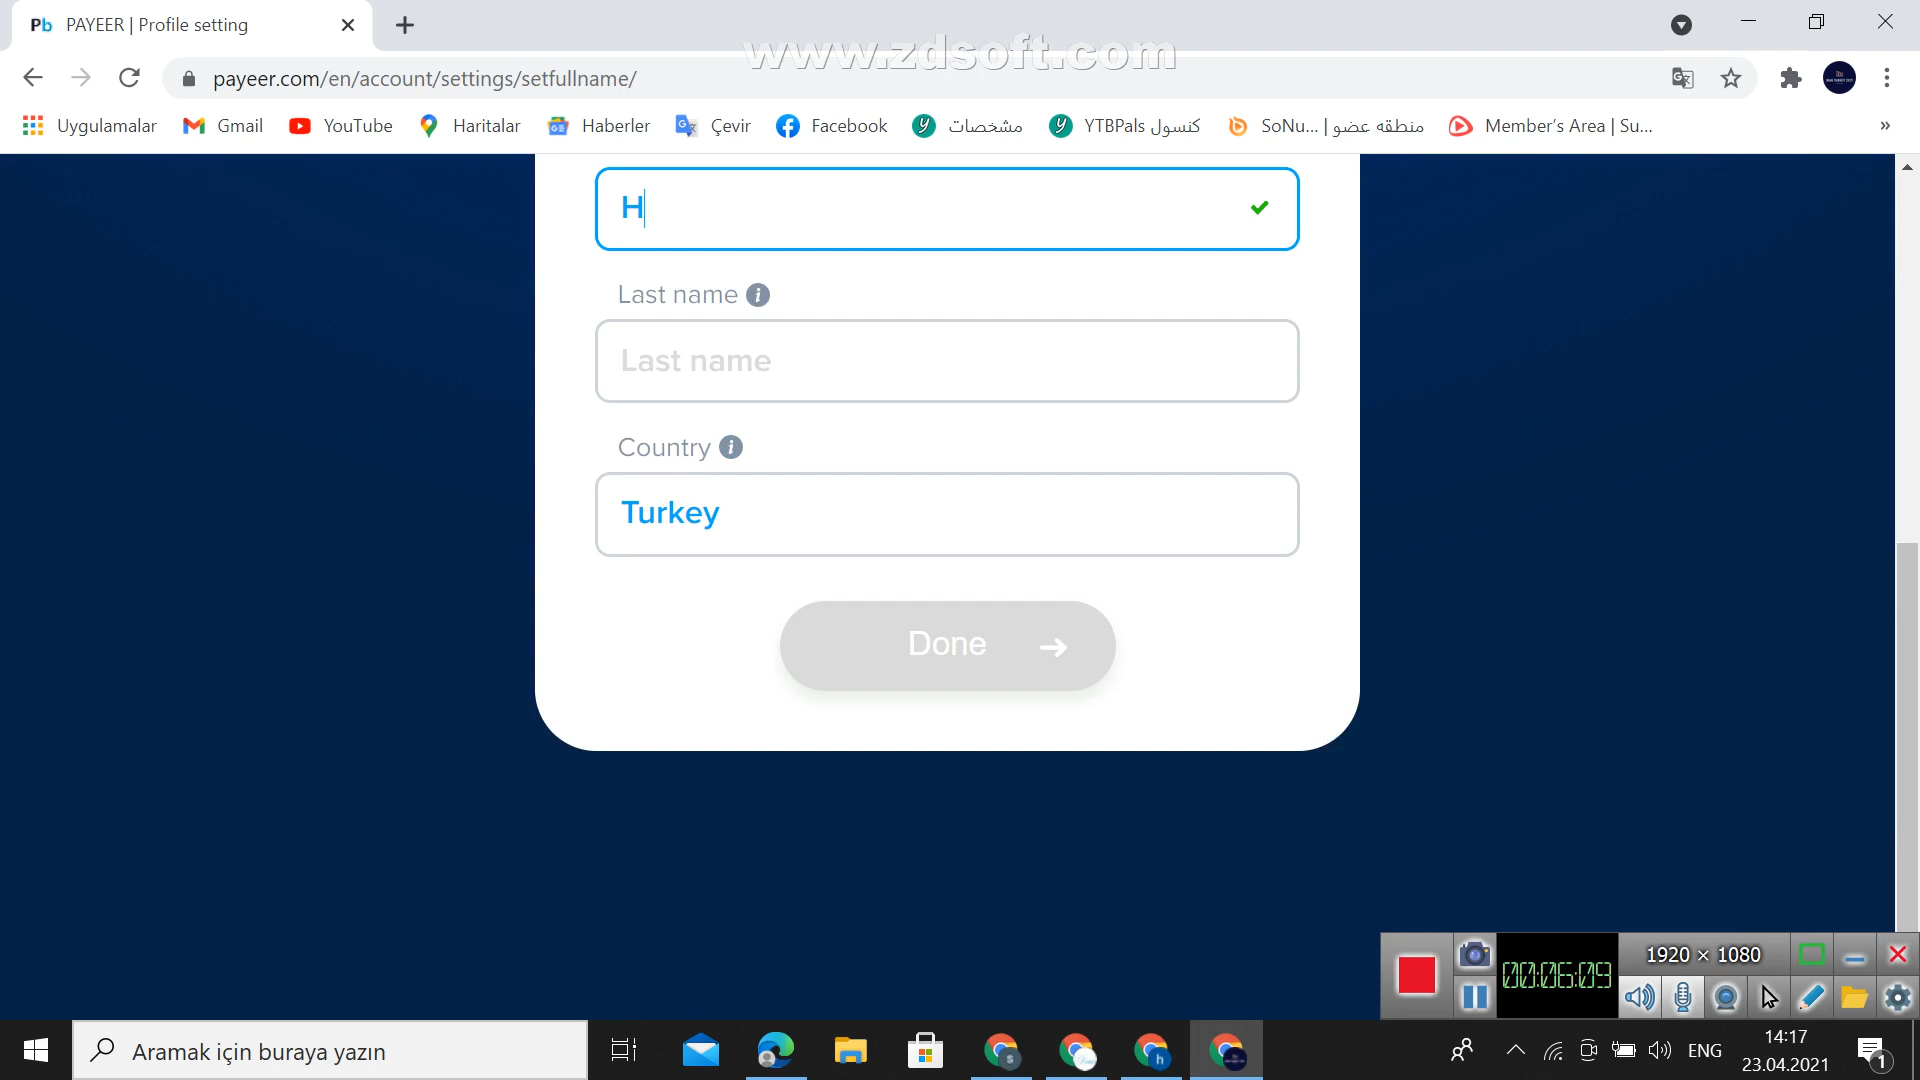 Pb PAYEER | Profile setting
www.zdsoft.com
payeer.com/en/account/settings/setfullname/
Uygulamalar Gmail YouTube Haritalar Haberler Çevir Facebook مشخصات YTBPals كنسول SoNu... | منطقه عضو Member's Area | Su... »
H
Last name i
Last name
Country i
Turkey
Done →
1920 × 1080
00:06:09
Aramak için buraya yazın
ENG
14:17
23.04.2021
1